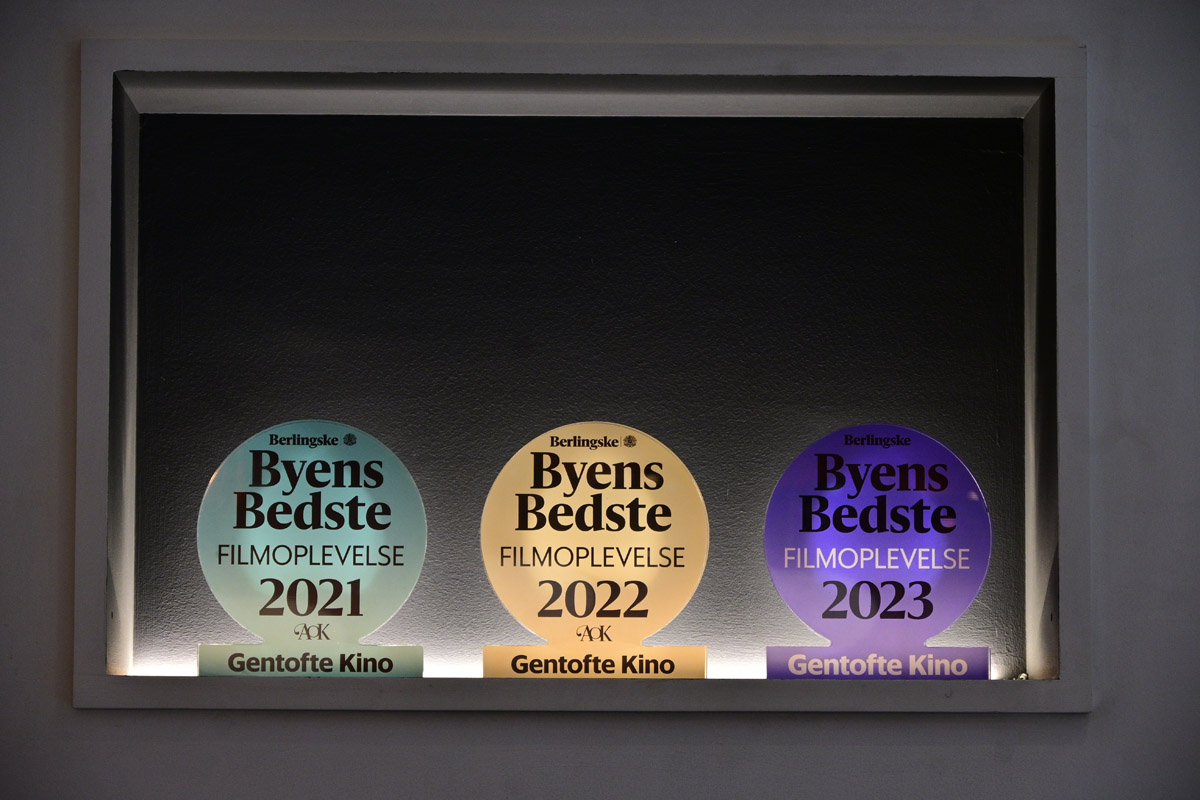 Berlingske
Byens
Bedste
FILMOPLEVELSE
2021
AOK
Gentofte Kino
Berlingske
Byens
Bedste
FILMOPLEVELSE
2022
AOK
Gentofte Kino
Berlingske
Byens
Bedste
FILMOPLEVELSE
2023
Gentofte Kino